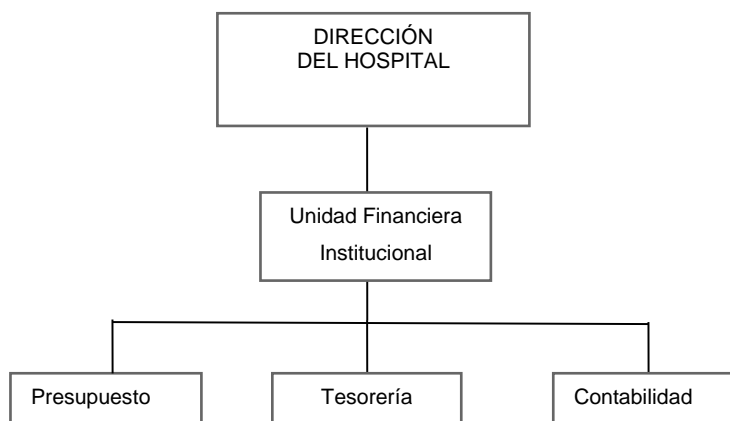 DIRECCIÓN
DEL HOSPITAL
Unidad Financiera
Institucional
Presupuesto
Tesorería
Contabilidad